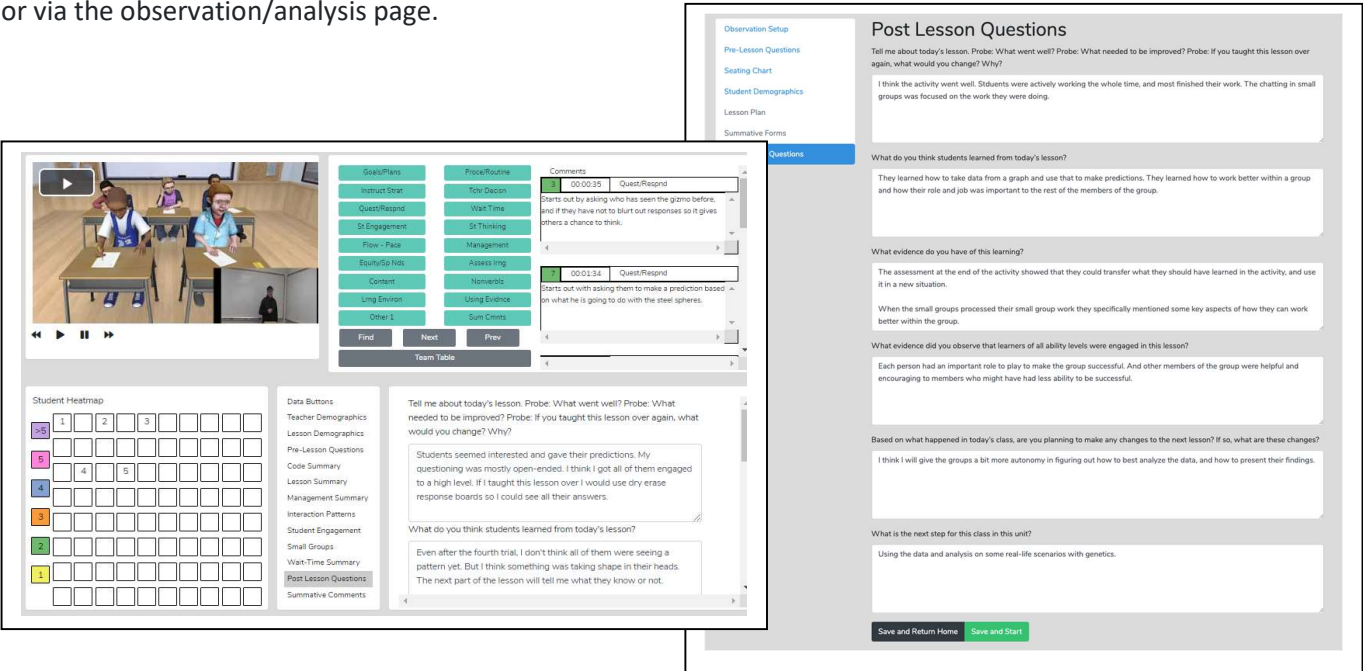 or via the observation/analysis page.
Observation Setup
Pre-Lesson Questions
Seating Chart
Student Demographics
Lesson Plan
Summative Forms
Questions
Post Lesson Questions
Tell me about today's lesson. Probe: What went well? Probe: What needed to be improved? Probe: If you taught this lesson over
again, what would you change? Why?
I think the activity went well. Stduents were actively working the whole time, and most finished their work. The chatting in small
groups was focused on the work they were doing.
What do you think students learned from today's lesson?
They learned how to take data from a graph and use that to make predictions. They learned how to work better within a group
and how their role and job was important to the rest of the members of the group.
What evidence do you have of this learning?
The assessment at the end of the activity showed that they could transfer what they should have learned in the activity, and use
it in a new situation.
When the small groups processed their small group work they specifically mentioned some key aspects of how they can work
better within the group.
What evidence did you observe that learners of all ability levels were engaged in this lesson?
Each person had an important role to play to make the group successful. And other members of the group were helpful and
encouraging to members who might have had less ability to be successful.
Based on what happened in today's class, are you planning to make any changes to the next lesson? If so, what are these changes?
I think I will give the groups a bit more autonomy in figuring out how to best analyze the data, and how to present their findings.
What is the next step for this class in this unit?
Using the data and analysis on some real-life scenarios with genetics.
Save and Return Home
Save and Start
Goals/Plans
Proce/Routine
Instruct Strat
Tchr Decisn
Quest/Respnd
Wait Time
St Engagement
St Thinking
Flow - Pace
Management
Equity/Sp Nds
Assess lrng
Content
Nonverbls
Lrng Environ
Using Evidnce
Other 1
Sum Cmnts
Find
Next
Prev
Team Table
Comments
3 00:00:35 Quest/Respnd
Starts out by asking who has seen the gizmo before,
and if they have not to blurt out responses so it gives
others a chance to think.
7 00:01:34 Quest/Respnd
Starts out with asking them to make a prediction based
on what he is going to do with the steel spheres.
Student Heatmap
>5
5
4
3
2
1
1 2 3
4 5
Data Buttons
Teacher Demographics
Lesson Demographics
Pre-Lesson Questions
Code Summary
Lesson Summary
Management Summary
Interaction Patterns
Student Engagement
Small Groups
Wait-Time Summary
Post Lesson Questions
Summative Comments
Tell me about today's lesson. Probe: What went well? Probe: What
needed to be improved? Probe: If you taught this lesson over again, what
would you change? Why?
Students seemed interested and gave their predictions. My
questioning was mostly open-ended. I think I got all of them engaged
to a high level. If I taught this lesson over I would use dry erase
response boards so I could see all their answers.
What do you think students learned from today's lesson?
Even after the fourth trial, I don't think all of them were seeing a
pattern yet. But I think something was taking shape in their heads.
The next part of the lesson will tell me what they know or not.